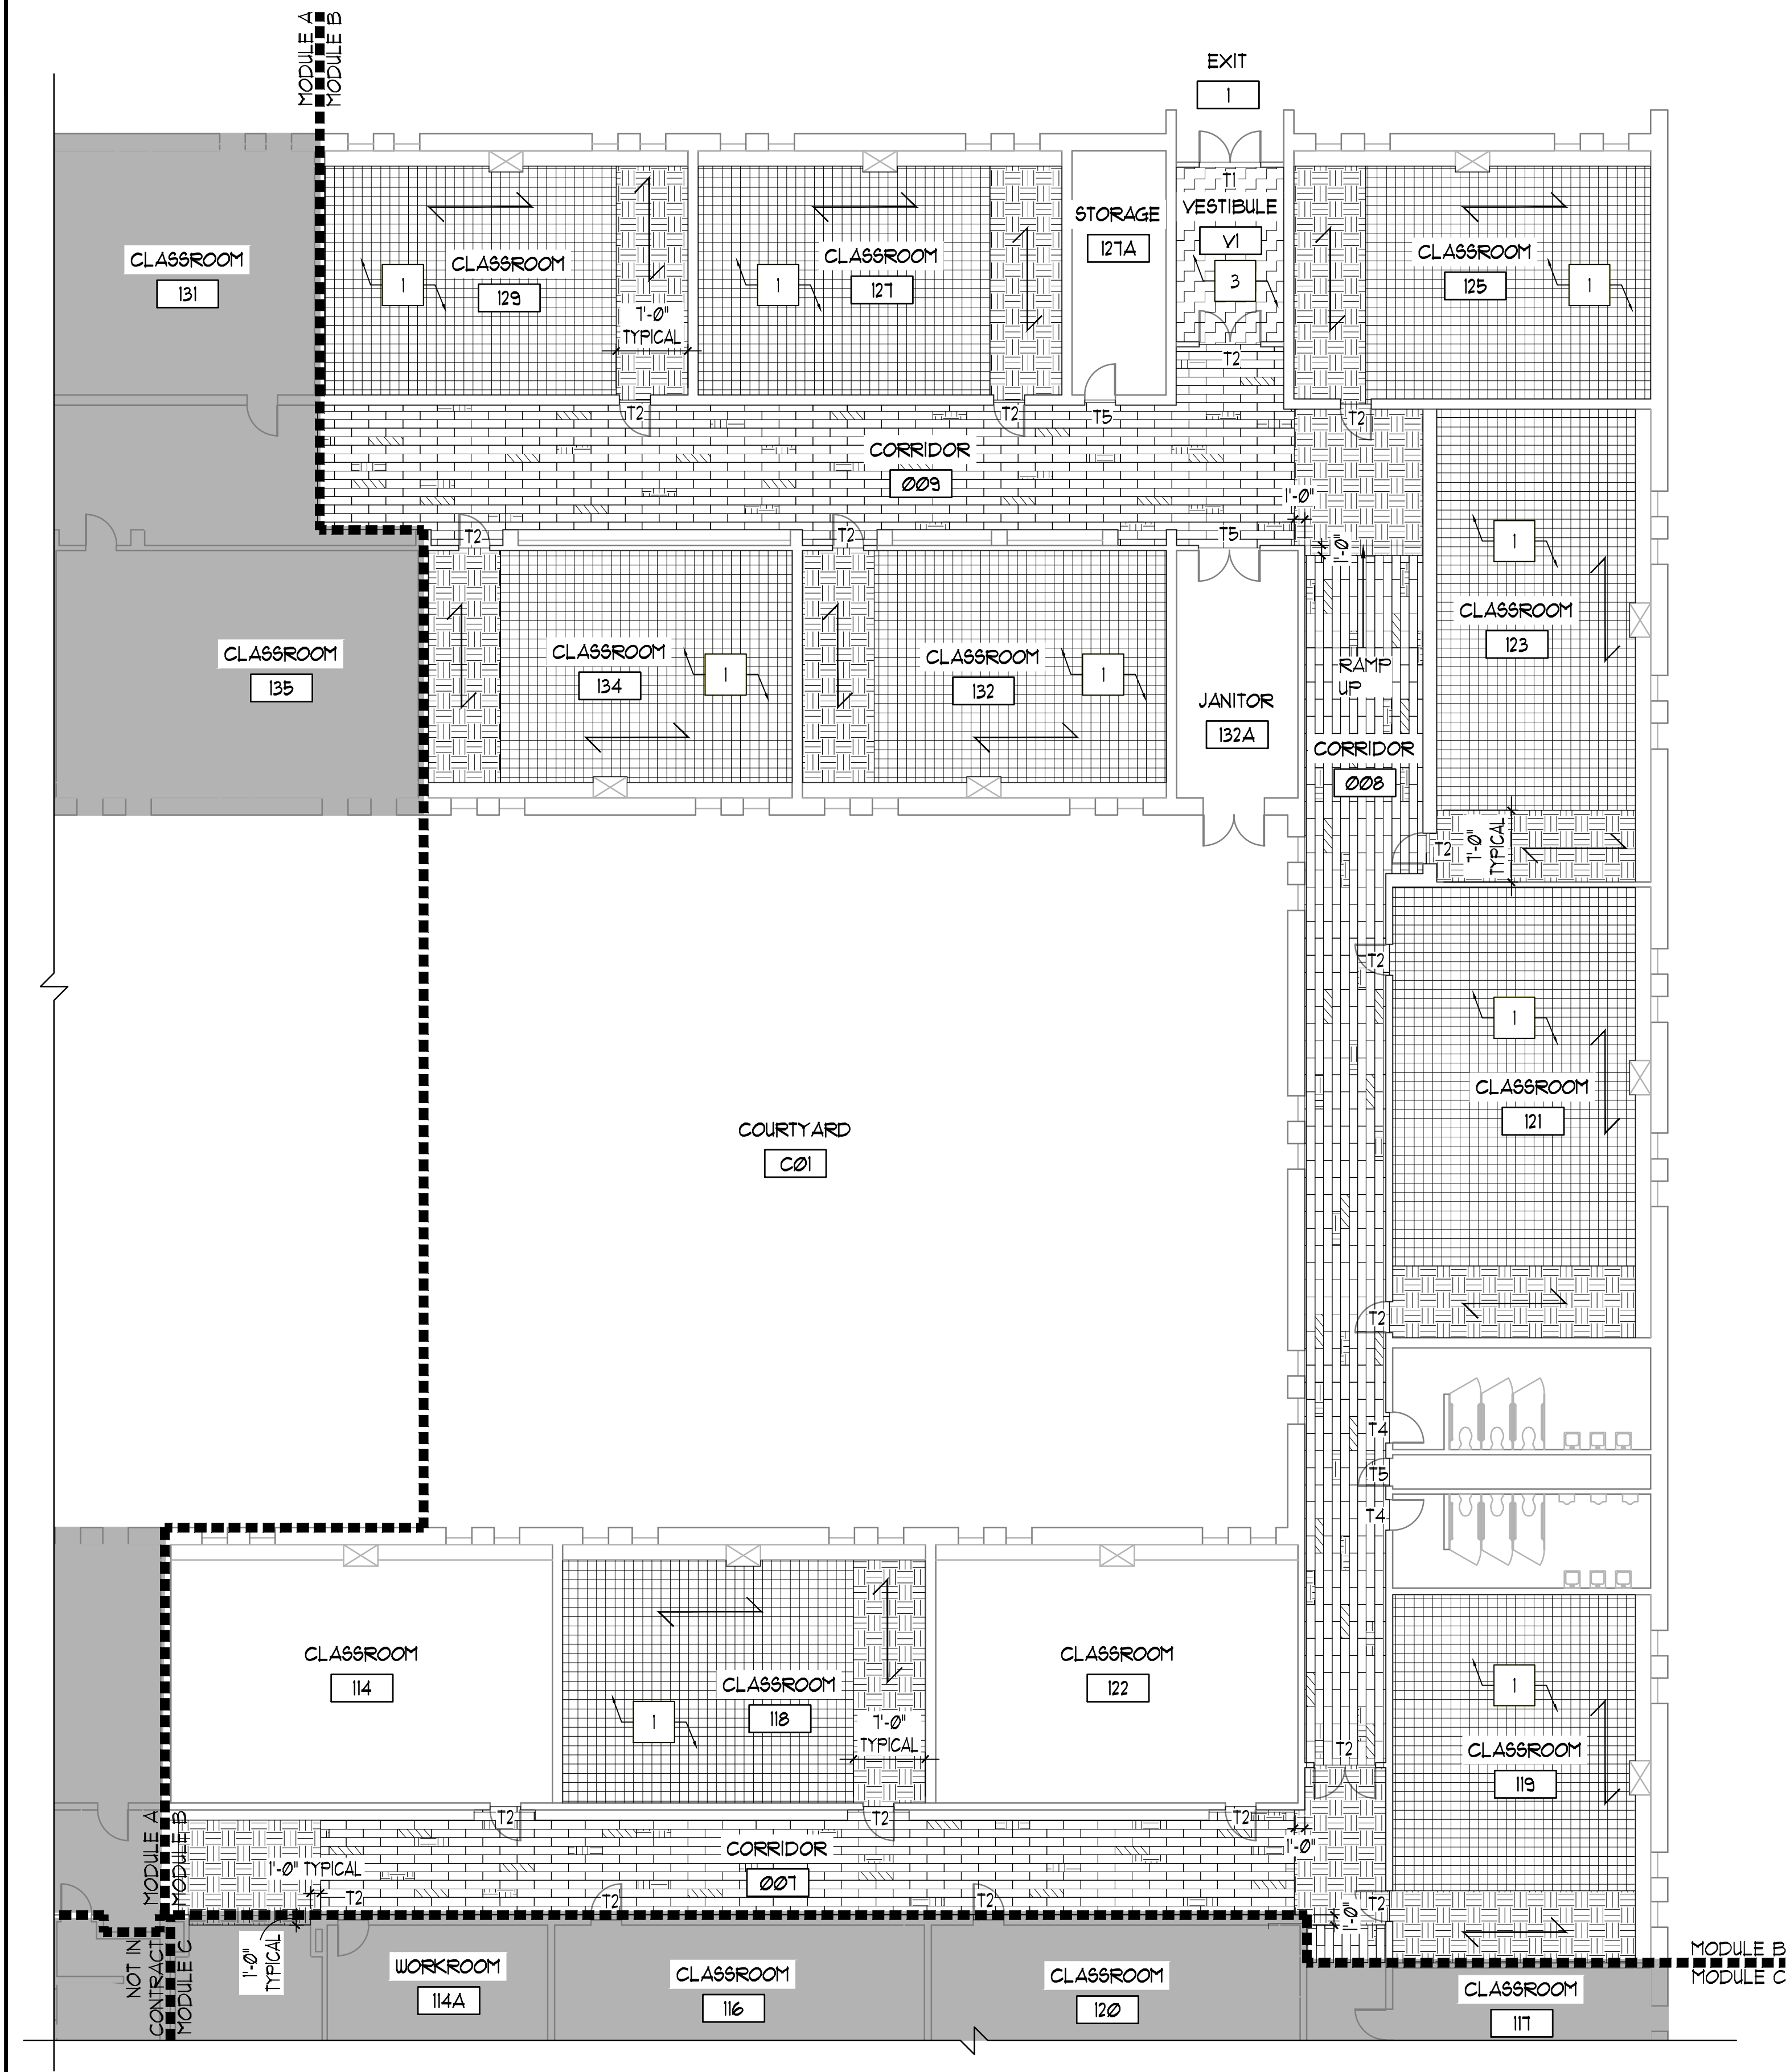 MODULE A
MODULE B
EXIT
1
CLASSROOM
131
CLASSROOM
129
1
7'-0"
TYPICAL
CLASSROOM
127
1
STORAGE
127A
T1
VESTIBULE
V1
3
T2
CLASSROOM
125
1
T2
T2
T5
T2
CORRIDOR
009
1'-0"
T2
T2
T5
1'-0"
CLASSROOM
135
CLASSROOM
134
1
CLASSROOM
132
1
JANITOR
132A
RAMP
UP
CORRIDOR
008
1
CLASSROOM
123
T2
7'-0"
TYPICAL
T2
1
CLASSROOM
121
COURTYARD
C01
T2
T4
T5
T4
CLASSROOM
114
CLASSROOM
118
1
7'-0"
TYPICAL
CLASSROOM
122
T2
1
CLASSROOM
119
MODULE A
MODULE B
T2
T2
T2
CORRIDOR
007
1'-0"
1'-0" TYPICAL
T2
T2
T2
T2
1'-0"
NOT IN
CONTRACT
MODULE C
1'-0"
TYPICAL
WORKROOM
114A
CLASSROOM
116
CLASSROOM
120
CLASSROOM
117
MODULE B
MODULE C